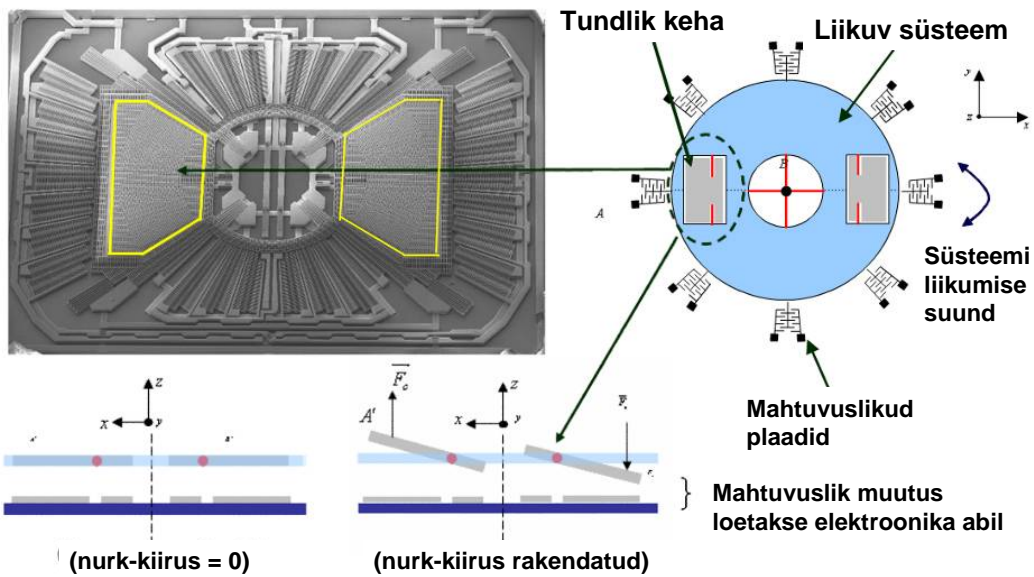 Tundlik keha
Liikuv süsteem
y
z
x
B
A
Süsteemi
liikumise
suund
Mahtuvuslikud
plaadid
z
x
y
F_c
A'
z
x
y
Mahtuvuslik muutus
loetakse elektroonika abil
(nurk-kiirus = 0)
(nurk-kiirus rakendatud)